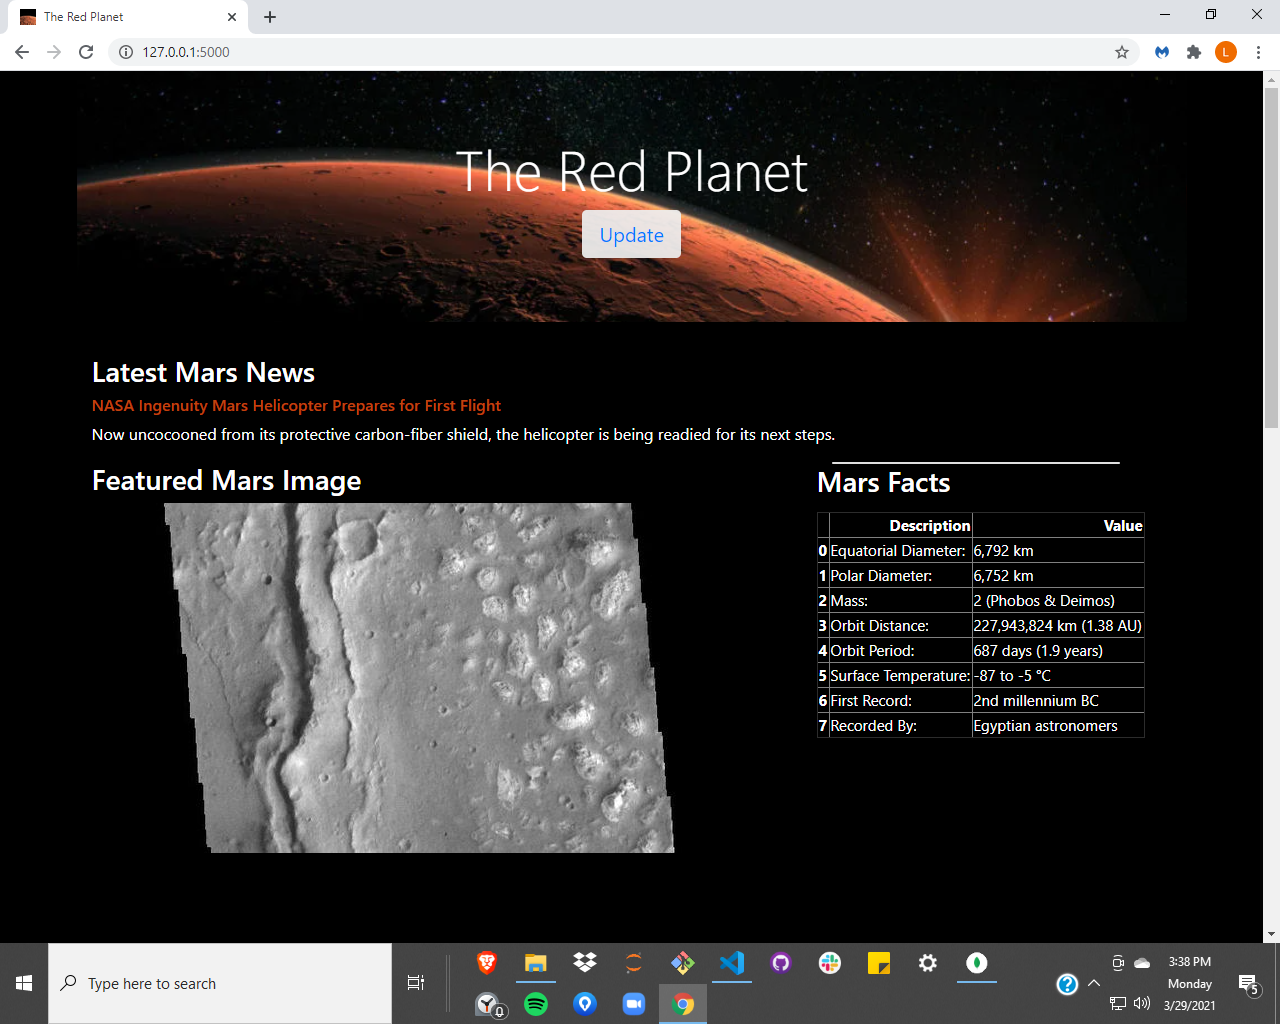 The Red Planet
127.0.0.1:5000
L
The Red Planet
Update
Latest Mars News
NASA Ingenuity Mars Helicopter Prepares for First Flight
Now uncocooned from its protective carbon-fiber shield, the helicopter is being readied for its next steps.
Featured Mars Image
Mars Facts
Description Value
0 Equatorial Diameter: 6,792 km
1 Polar Diameter: 6,752 km
2 Mass: 2 (Phobos & Deimos)
3 Orbit Distance: 227,943,824 km (1.38 AU)
4 Orbit Period: 687 days (1.9 years)
5 Surface Temperature: -87 to -5 °C
6 First Record: 2nd millennium BC
7 Recorded By: Egyptian astronomers
Type here to search
3:38 PM
Monday
3/29/2021
5